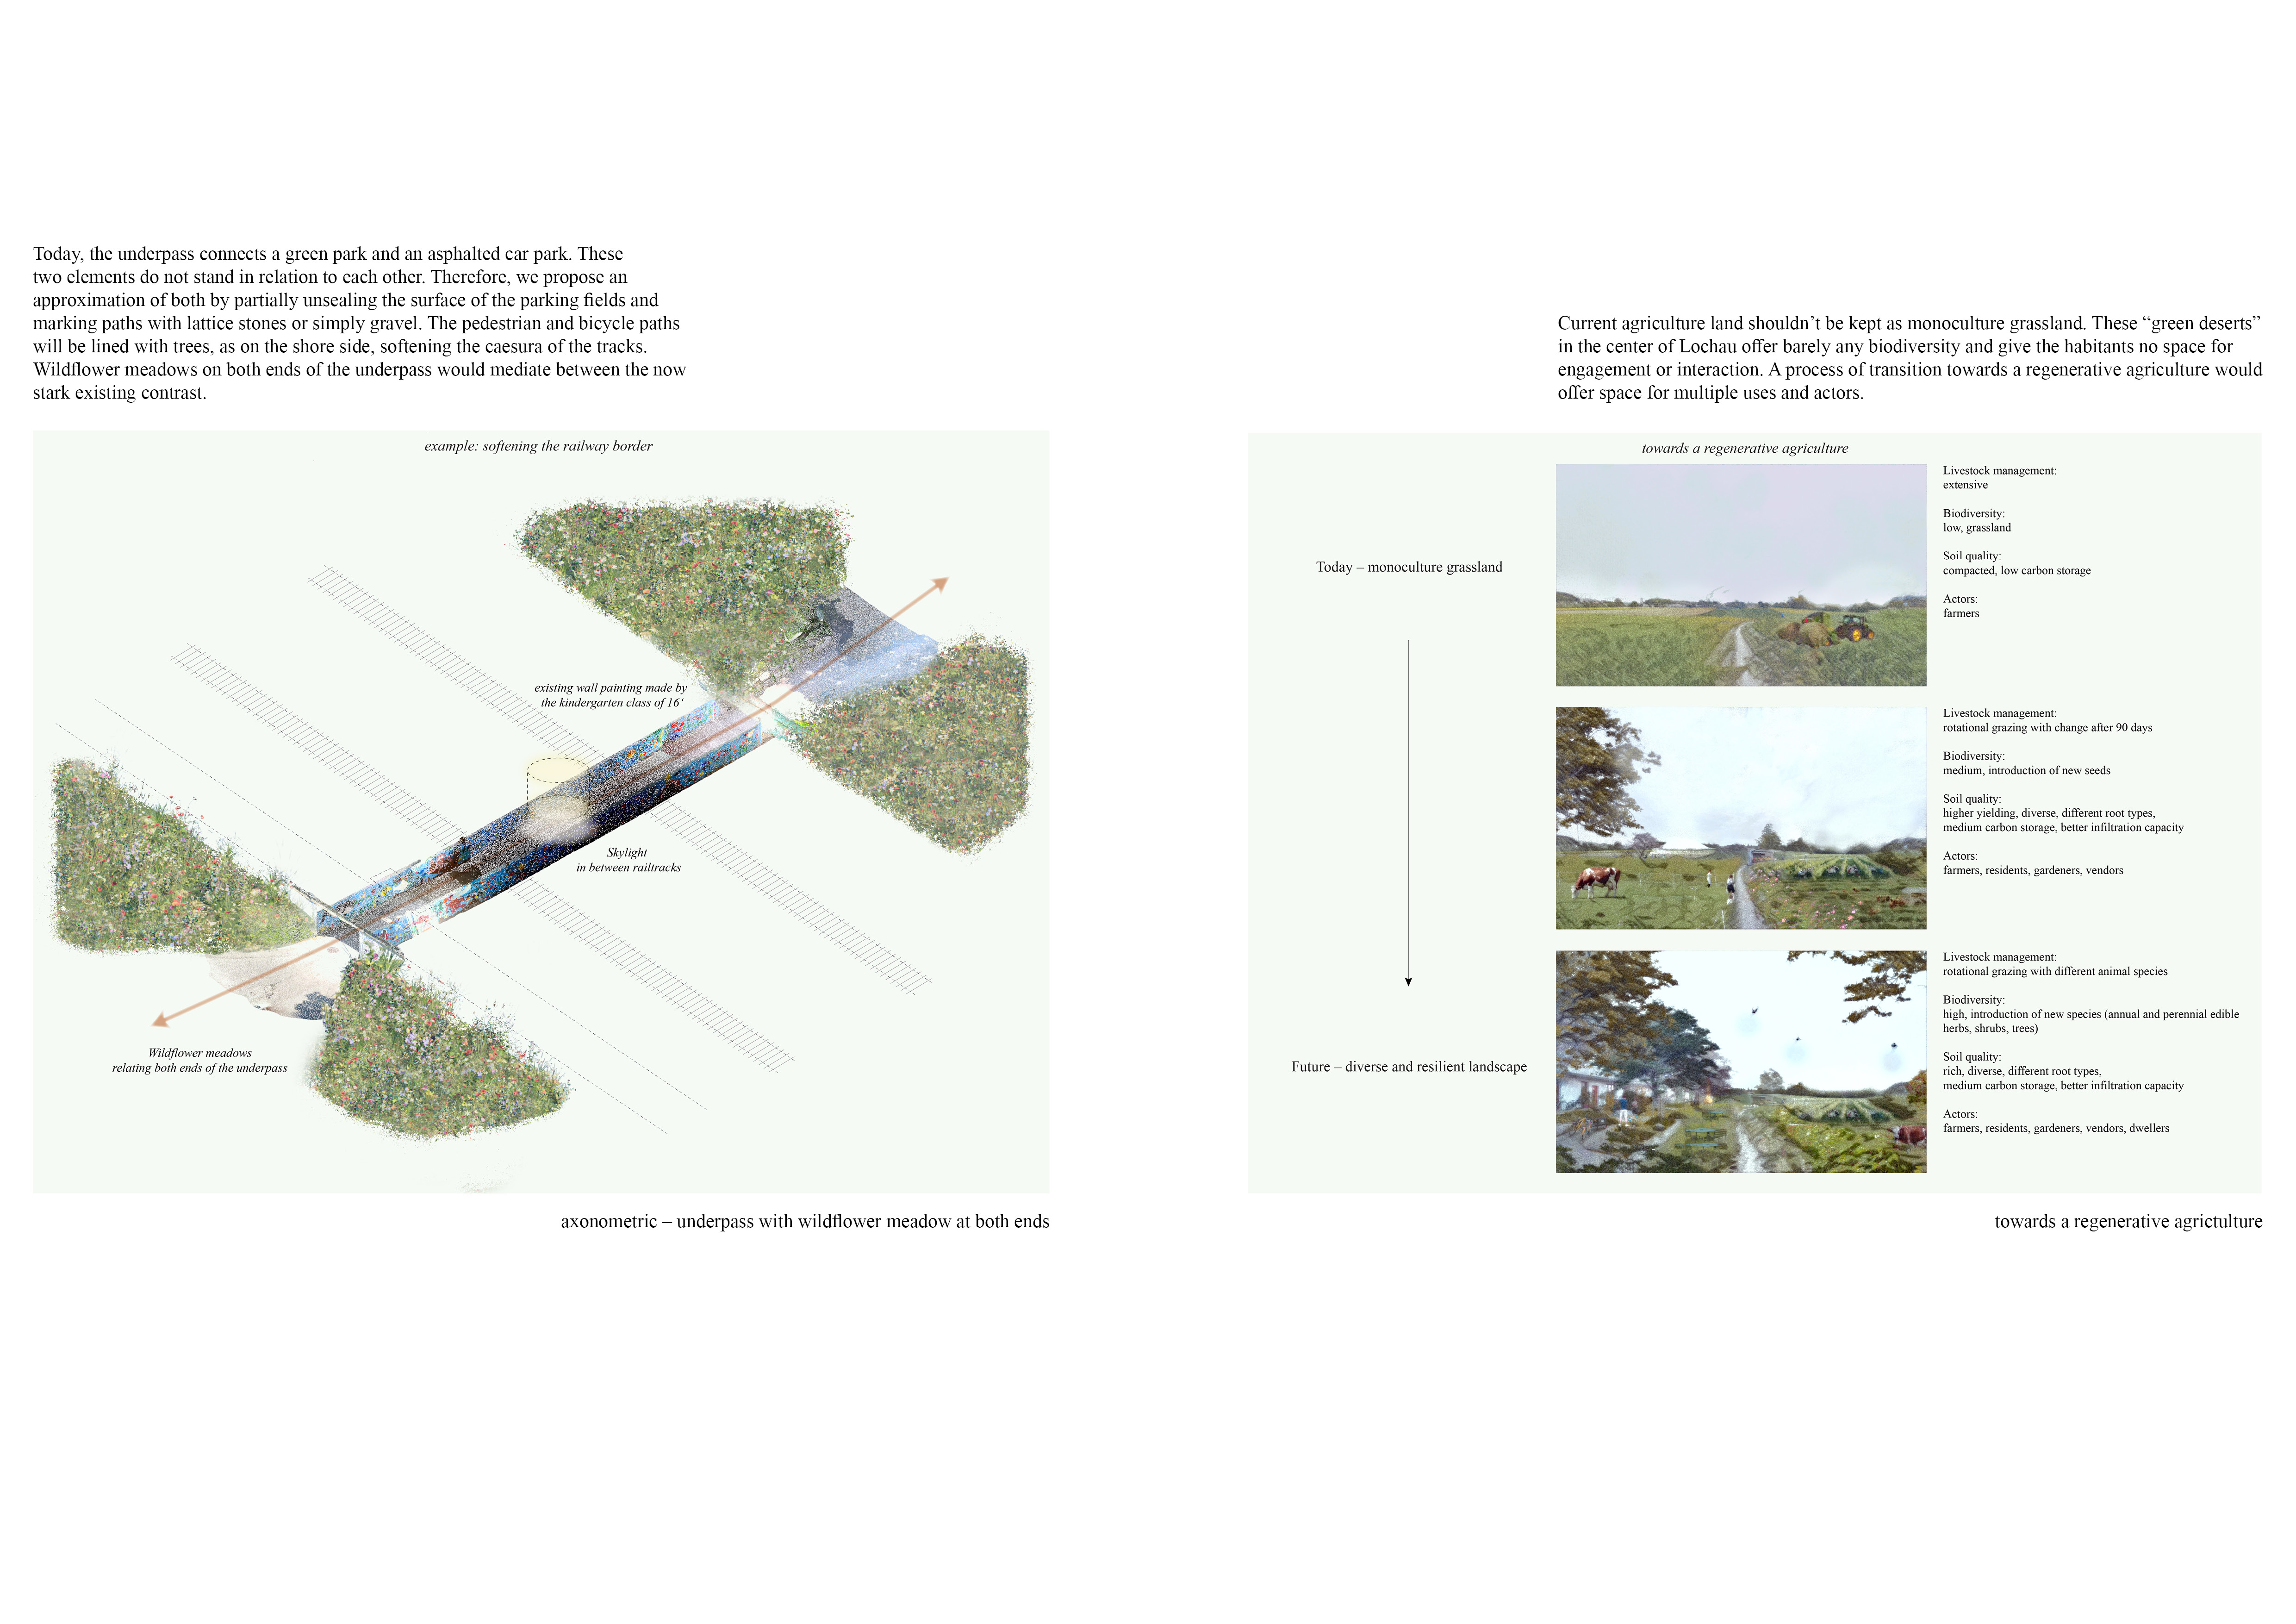 Today, the underpass connects a green park and an asphalted car park. These
two elements do not stand in relation to each other. Therefore, we propose an
approximation of both by partially unsealing the surface of the parking fields and
marking paths with lattice stones or simply gravel. The pedestrian and bicycle paths
will be lined with trees, as on the shore side, softening the caesura of the tracks.
Wildflower meadows on both ends of the underpass would mediate between the now
stark existing contrast.
example: softening the railway border
existing wall painting made by
the kindergarten class of 16‘
Skylight
in between railtracks
Wildflower meadows
relating both ends of the underpass
axonometric – underpass with wildflower meadow at both ends
Current agriculture land shouldn’t be kept as monoculture grassland. These “green deserts”
in the center of Lochau offer barely any biodiversity and give the habitants no space for
engagement or interaction. A process of transition towards a regenerative agriculture would
offer space for multiple uses and actors.
towards a regenerative agriculture
Today – monoculture grassland
Livestock management:
extensive
Biodiversity:
low, grassland
Soil quality:
compacted, low carbon storage
Actors:
farmers
Livestock management:
rotational grazing with change after 90 days
Biodiversity:
medium, introduction of new seeds
Soil quality:
higher yielding, diverse, different root types,
medium carbon storage, better infiltration capacity
Actors:
farmers, residents, gardeners, vendors
Future – diverse and resilient landscape
Livestock management:
rotational grazing with different animal species
Biodiversity:
high, introduction of new species (annual and perennial edible
herbs, shrubs, trees)
Soil quality:
rich, diverse, different root types,
medium carbon storage, better infiltration capacity
Actors:
farmers, residents, gardeners, vendors, dwellers
towards a regenerative agrictulture